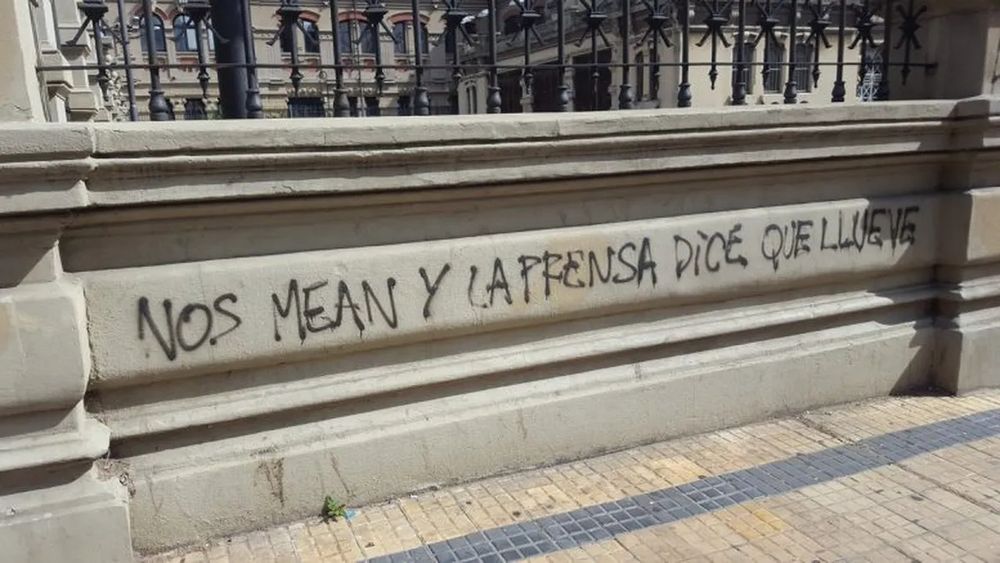 NOS MEAN Y LA PRENSA DICE QUE LLUEVE